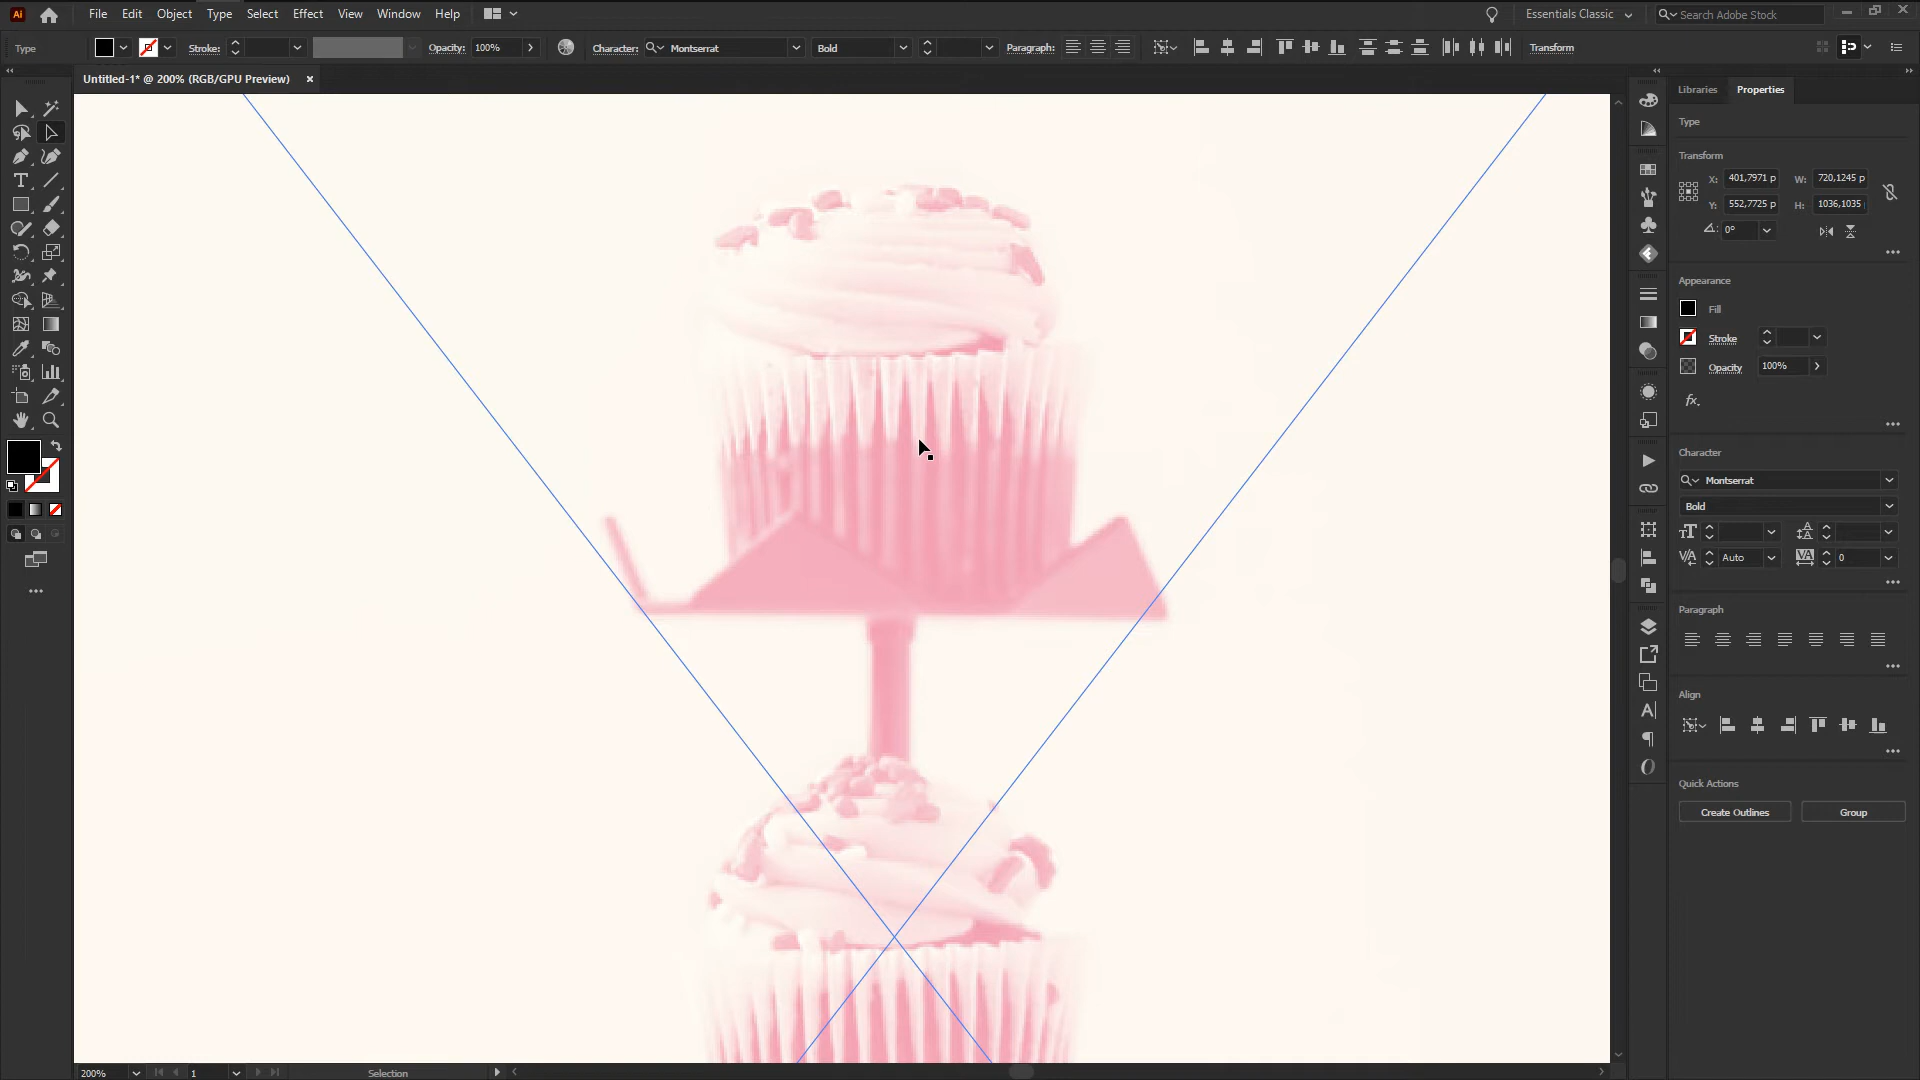 Ai File Edit Object Type Select Effect View Window Help Essentials Classic Search Adobe Stock
Type Stroke: Opacity: 100% Character: Montserrat Bold Paragraph: Transform
Untitled-1* @ 200% (RGB/GPU Preview) ×
Libraries Properties
Type
Transform
X: 401,7971 p W: 720,1245 p
Y: 552,7725 p H: 1036,1035
0°
Appearance
Fill
Stroke
Opacity 100%
fx.
Character
Montserrat
Bold
Auto 0
Paragraph
Align
Quick Actions
Create Outlines Group
200% 1 Selection